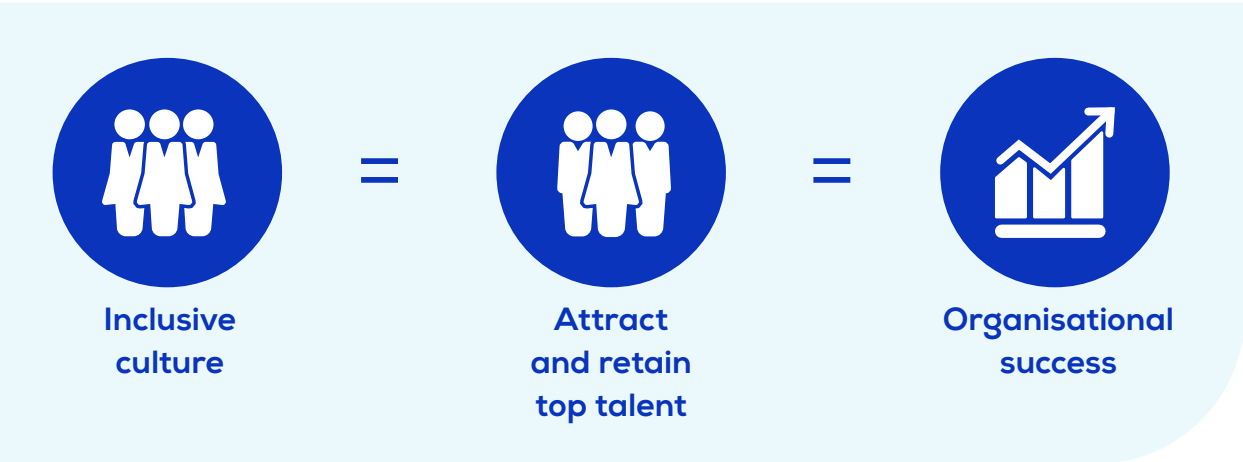 Inclusive
culture
=
Attract
and retain
top talent
=
Organisational
success